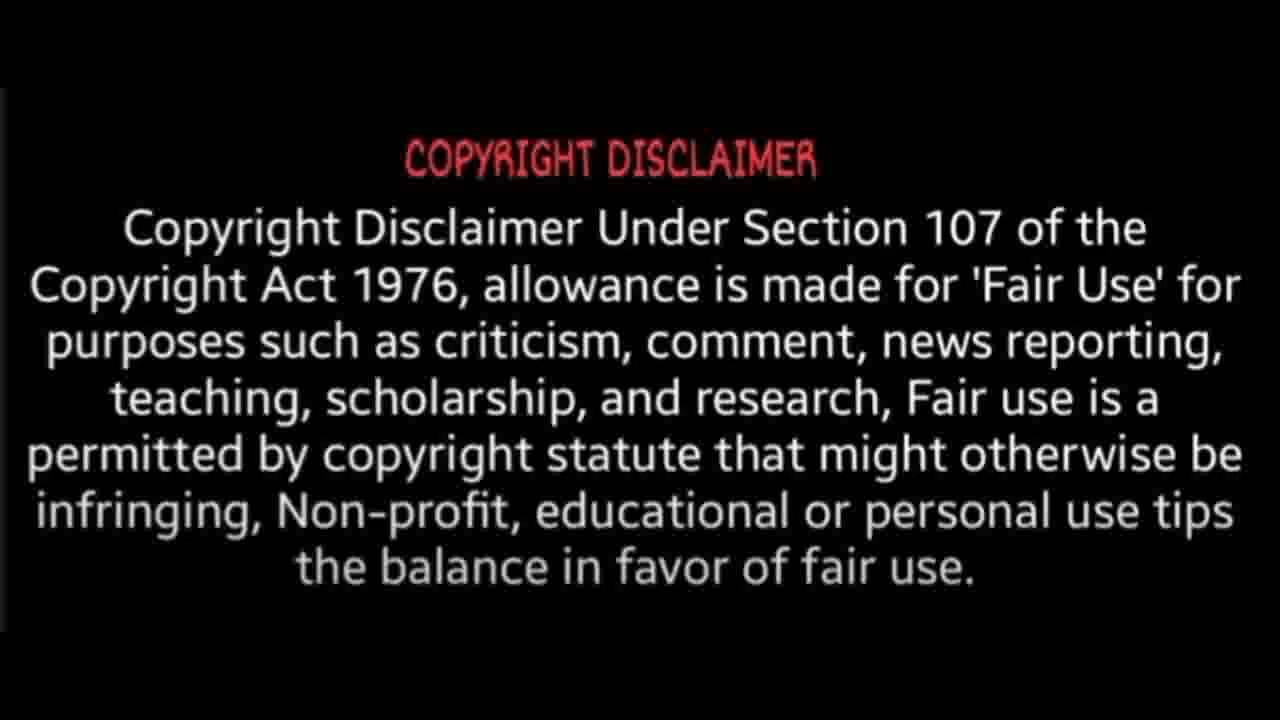 COPYRIGHT DISCLAIMER
Copyright Disclaimer Under Section 107 of the
Copyright Act 1976, allowance is made for 'Fair Use' for
purposes such as criticism, comment, news reporting,
teaching, scholarship, and research, Fair use is a
permitted by copyright statute that might otherwise be
infringing, Non-profit, educational or personal use tips
the balance in favor of fair use.